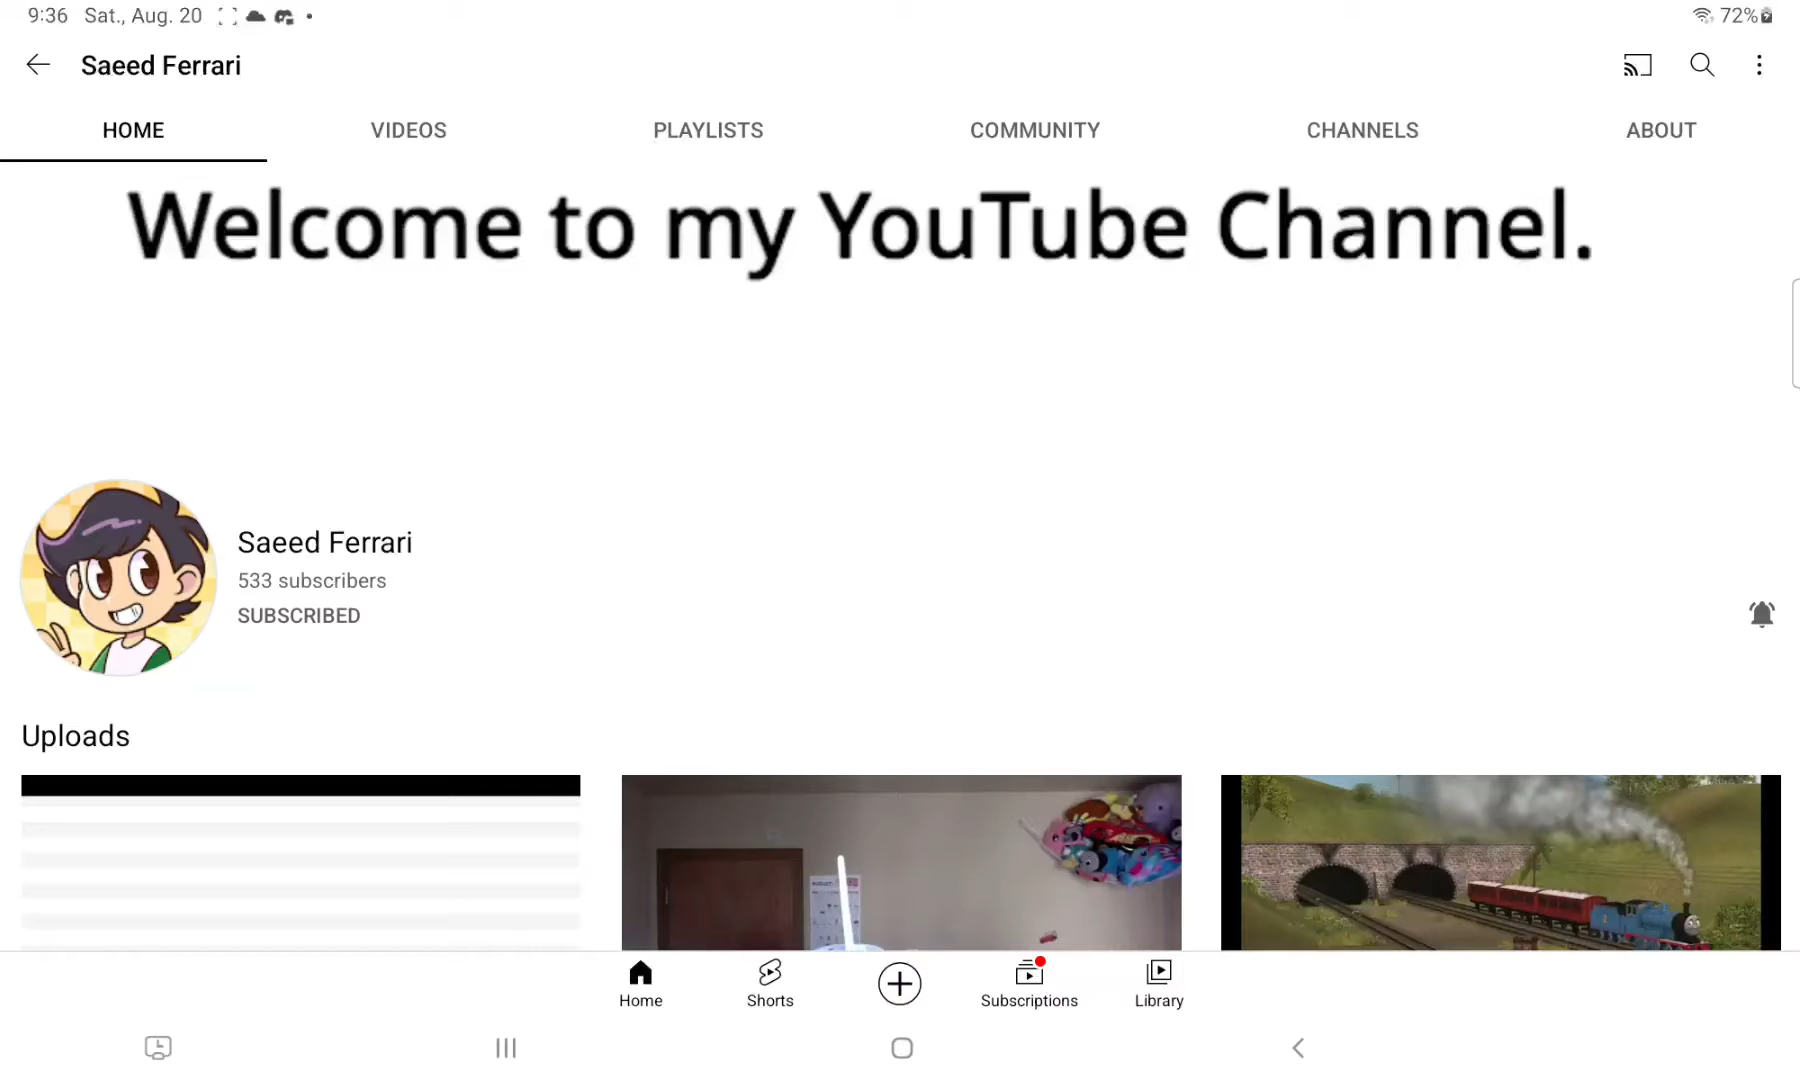 9:36 Sat., Aug. 20 72%
Saeed Ferrari
HOME VIDEOS PLAYLISTS COMMUNITY CHANNELS ABOUT
Welcome to my YouTube Channel.
Saeed Ferrari
533 subscribers
SUBSCRIBED
Uploads
Home Shorts Subscriptions Library